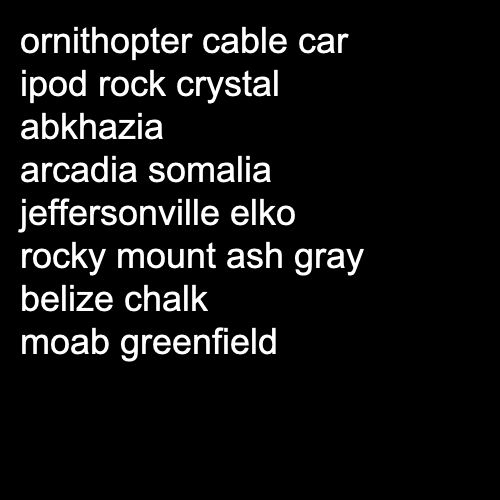 ornithopter cable car
ipod rock crystal
abkhazia
arcadia somalia
jeffersonville elko
rocky mount ash gray
belize chalk
moab greenfield